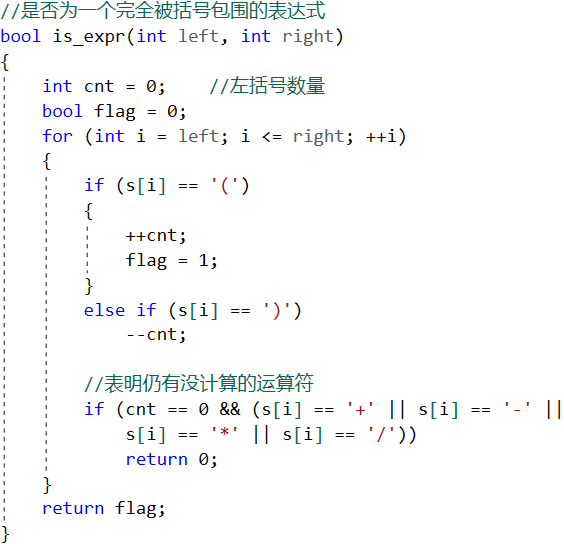 //是否为一个完全被括号包围的表达式
bool is_expr(int left, int right)
{
    int cnt = 0;    //左括号数量
    bool flag = 0;
    for (int i = left; i <= right; ++i)
    {
        if (s[i] == '(')
        {
            ++cnt;
            flag = 1;
        }
        else if (s[i] == ')')
            --cnt;

        //表明仍有没计算的运算符
        if (cnt == 0 && (s[i] == '+' || s[i] == '-' ||
            s[i] == '*' || s[i] == '/'))
            return 0;
    }
    return flag;
}